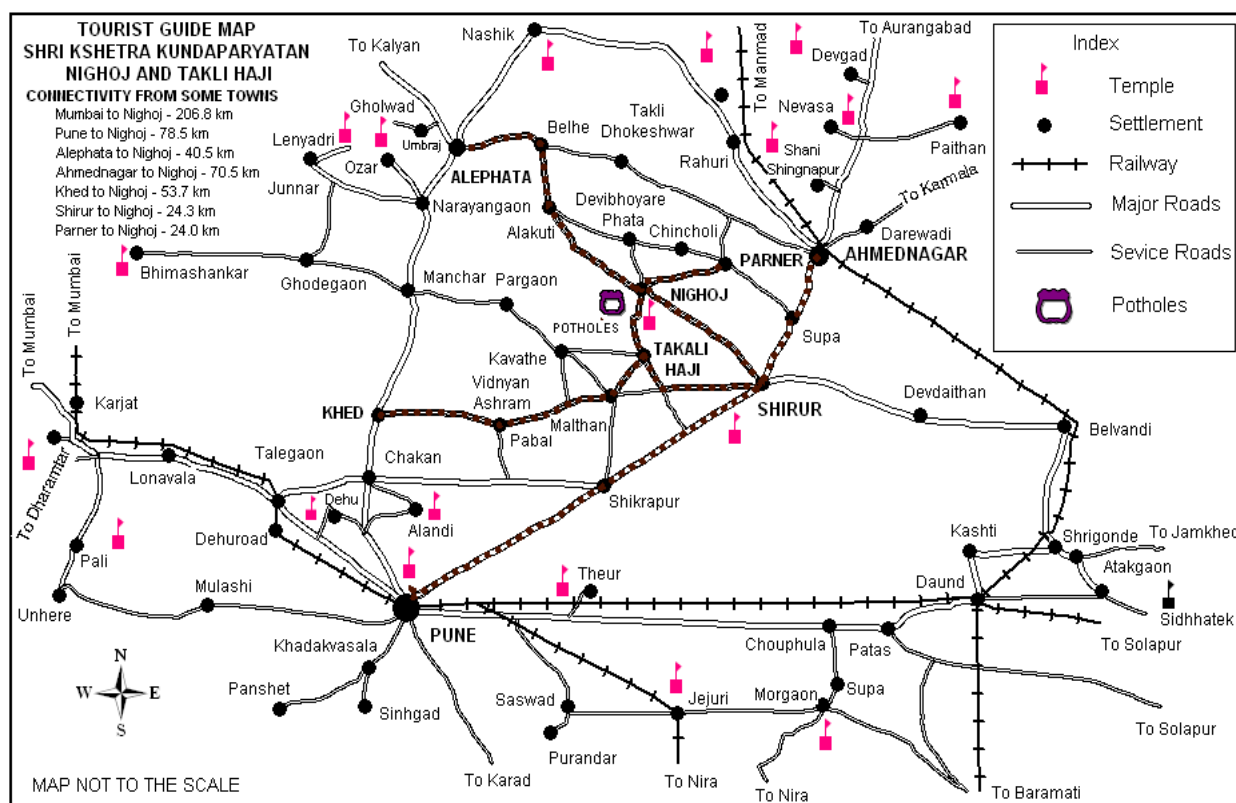 TOURIST GUIDE MAP
SHRI KSHETRA KUNDAPARYATAN
NIGHOJ AND TAKLI HAJI
CONNECTIVITY FROM SOME TOWNS
Mumbai to Nighoj - 206.8 km
Pune to Nighoj - 78.5 km
Alephata to Nighoj - 40.5 km
Ahmednagar to Nighoj - 70.5 km
Khed to Nighoj - 53.7 km
Shirur to Nighoj - 24.3 km
Parner to Nighoj - 24.0 km
To Kalyan
Nashik
To Manmad
Devgad
To Aurangabad
Index
Temple
Settlement
Railway
Major Roads
Sevice Roads
Potholes
Gholwad
Umbraj
Lenyadri
Ozar
Junnar
ALEPHATA
Belhe
Takli
Dhokeshwar
Rahuri
Nevasa
Shani
Shingnapur
Paithan
To Karmala
Narayangaon
Alakuti
Devibhoyare
Phata
Chincholi
PARNER
Darewadi
AHMEDNAGAR
Bhimashankar
Ghodegaon
Manchar
Pargaon
NIGHOJ
POTHOLES
Supa
To Mumbai
To Mumbai
Kavathe
TAKALI
HAJI
Vidnyan
Ashram
Karjat
KHED
Pabal
Malthan
SHIRUR
Devdaithan
Belvandi
Talegaon
Chakan
Lonavala
To Dharamtar
Dehu
Alandi
Shikrapur
Dehuroad
Pali
Unhere
Mulashi
PUNE
Theur
Kashti
Shrigonde
To Jamkhed
Atakgaon
Daund
Sidhhatek
To Solapur
Chouphula
Patas
Khadakvasala
Panshet
Sinhgad
Saswad
Purandar
Jejuri
Morgaon
Supa
To Solapur
To Karad
To Nira
To Nira
To Baramati
N
W
E
S
MAP NOT TO THE SCALE